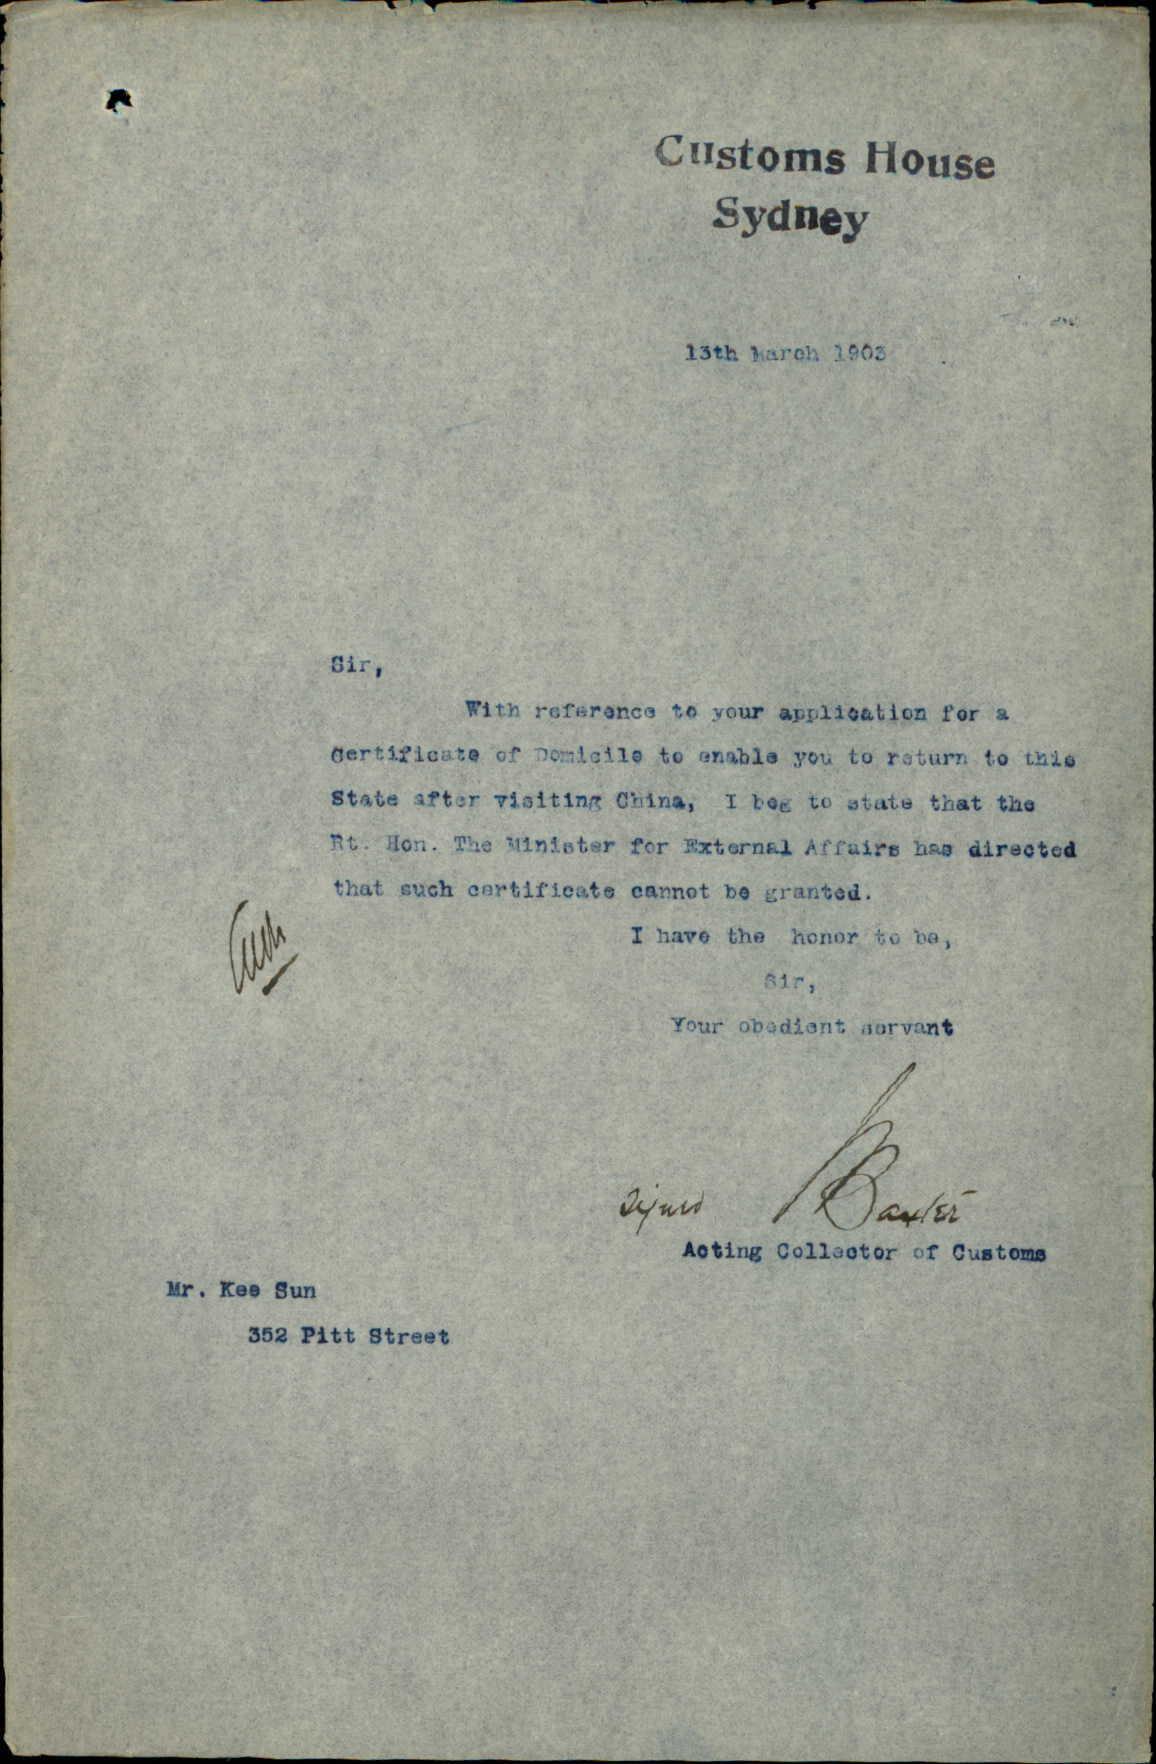 Customs House
Sydney
13th March 1903
Sir,
With reference to your application for a
Certificate of Domicile to enable you to return to this
State after visiting China, I beg to state that the
Rt. Hon. The Minister for External Affairs has directed
that such certificate cannot be granted.
I have the honor to be,
Sir,
Your obedient servant
Signed Baxter
Acting Collector of Customs
Mr. Kee Sun
352 Pitt Street